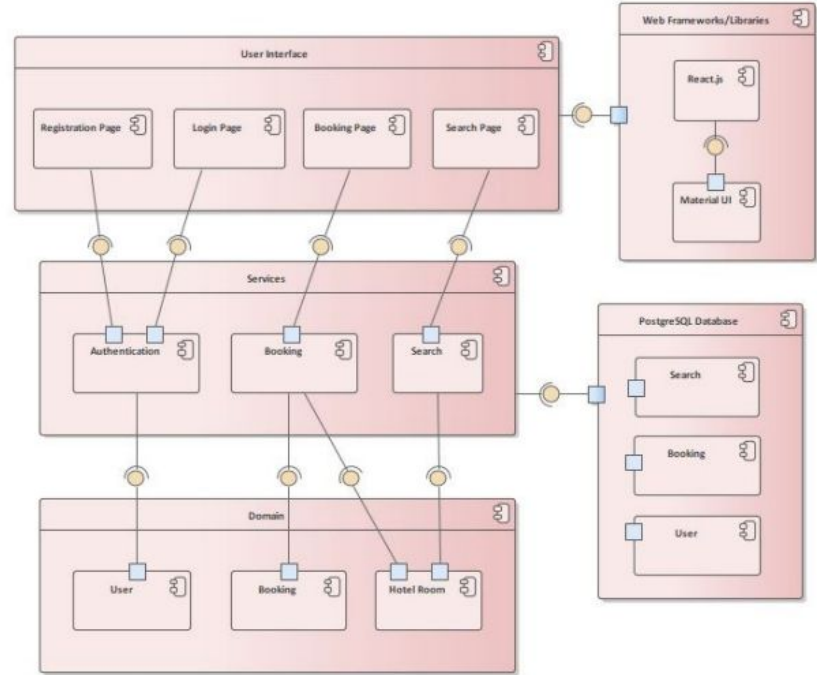 Web Frameworks/Libraries
User Interface
React.js
Registration Page
Login Page
Booking Page
Search Page
Material UI
Services
PostgreSQL Database
Authentication
Booking
Search
Search
Booking
Domain
User
User
Booking
Hotel Room